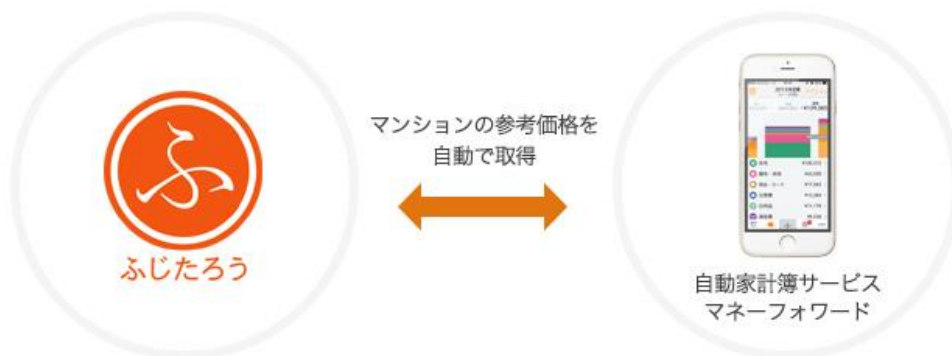 ふ
ふじたろう
マンションの参考価格を
自動で取得
自動家計簿サービス
マネーフォワード